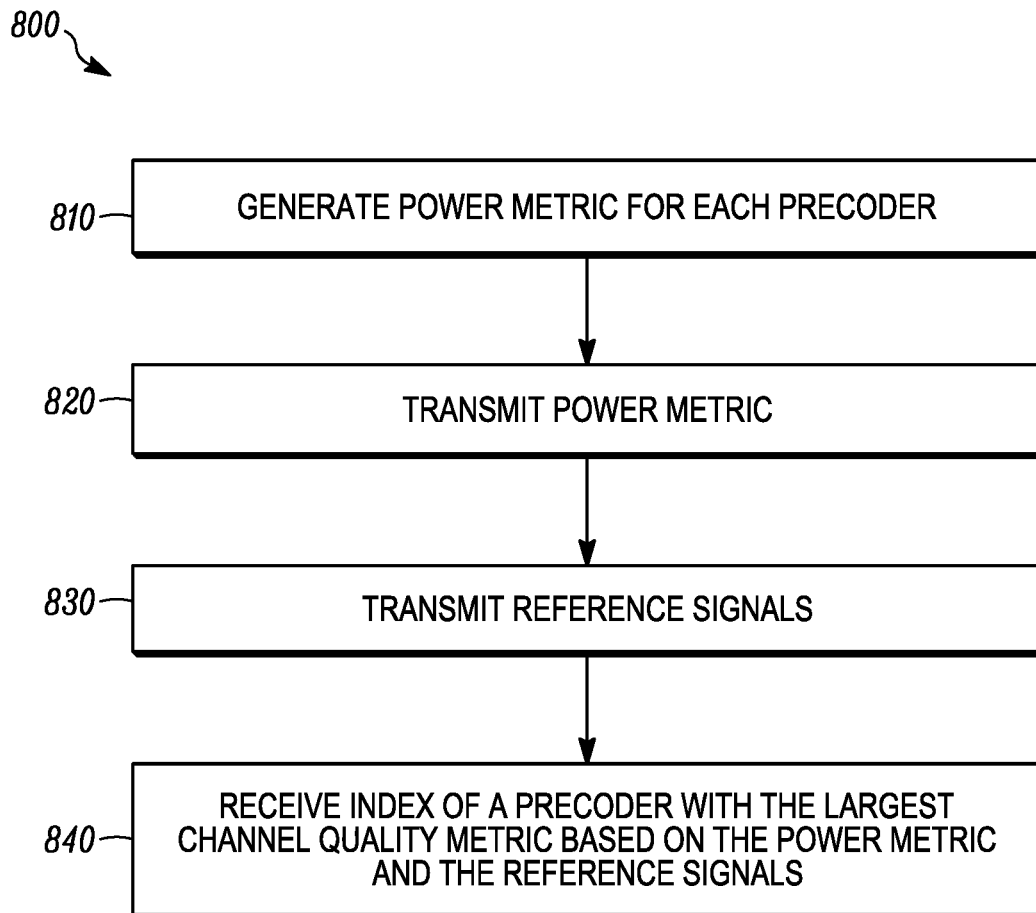 800
810
GENERATE POWER METRIC FOR EACH PRECODER
820
TRANSMIT POWER METRIC
830
TRANSMIT REFERENCE SIGNALS
840
RECEIVE INDEX OF A PRECODER WITH THE LARGEST
CHANNEL QUALITY METRIC BASED ON THE POWER METRIC
AND THE REFERENCE SIGNALS